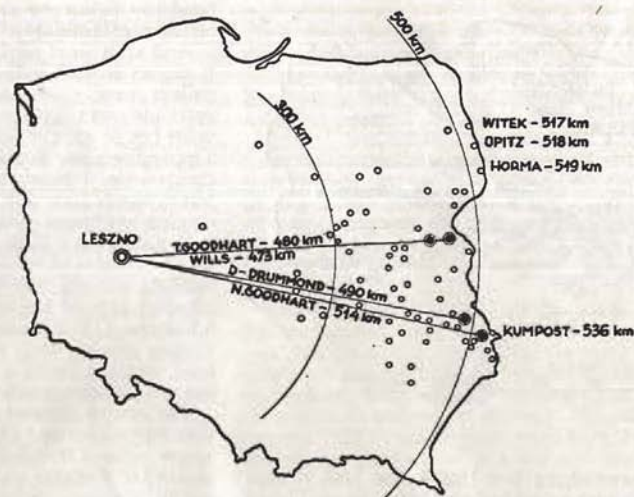 500 km
300 km
WITEK – 517 km
OPITZ – 518 km
HORMA – 519 km
LESZNO
T.GOODHART – 480 km
WILLS – 473 km
D-DRUMMOND – 490 km
N.GOODHART – 514 km
KUMPOST – 536 km